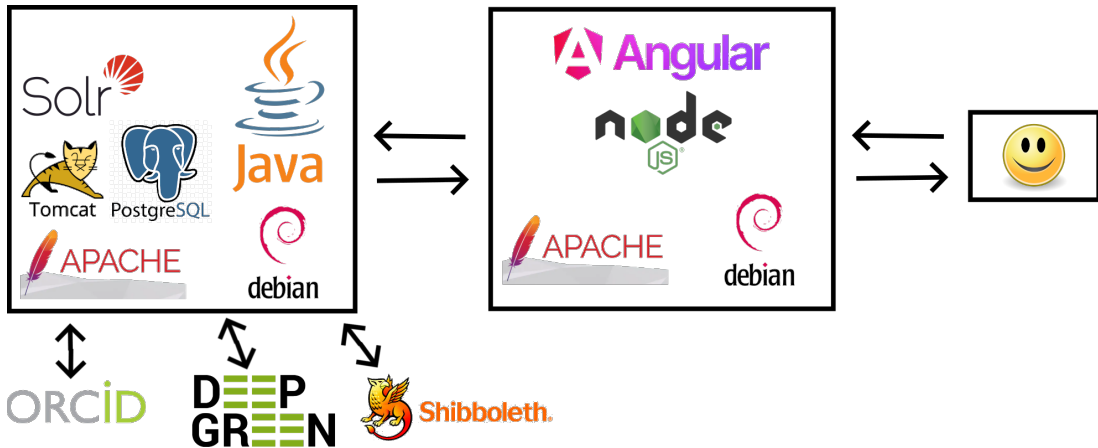 Solr
Java
Tomcat
PostgreSQL
APACHE
debian
Angular
node
JS
APACHE
debian
ORCID
DEEP
GREEN
Shibboleth.